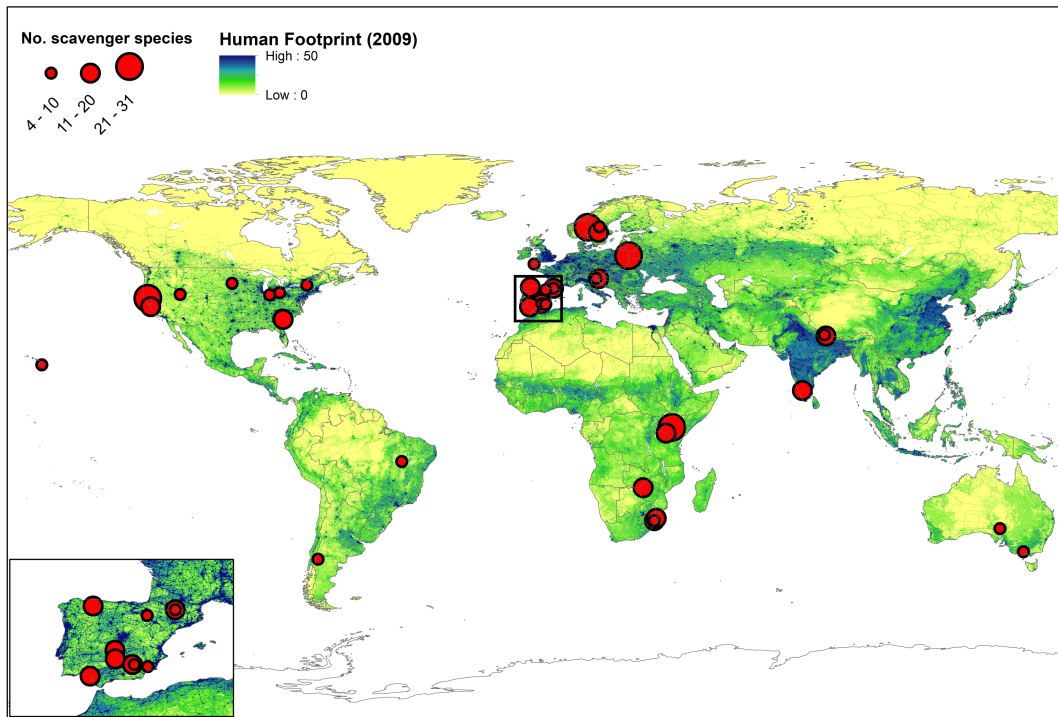 No. scavenger species
4 - 10
11 - 20
21 - 31
Human Footprint (2009)
High : 50
Low : 0